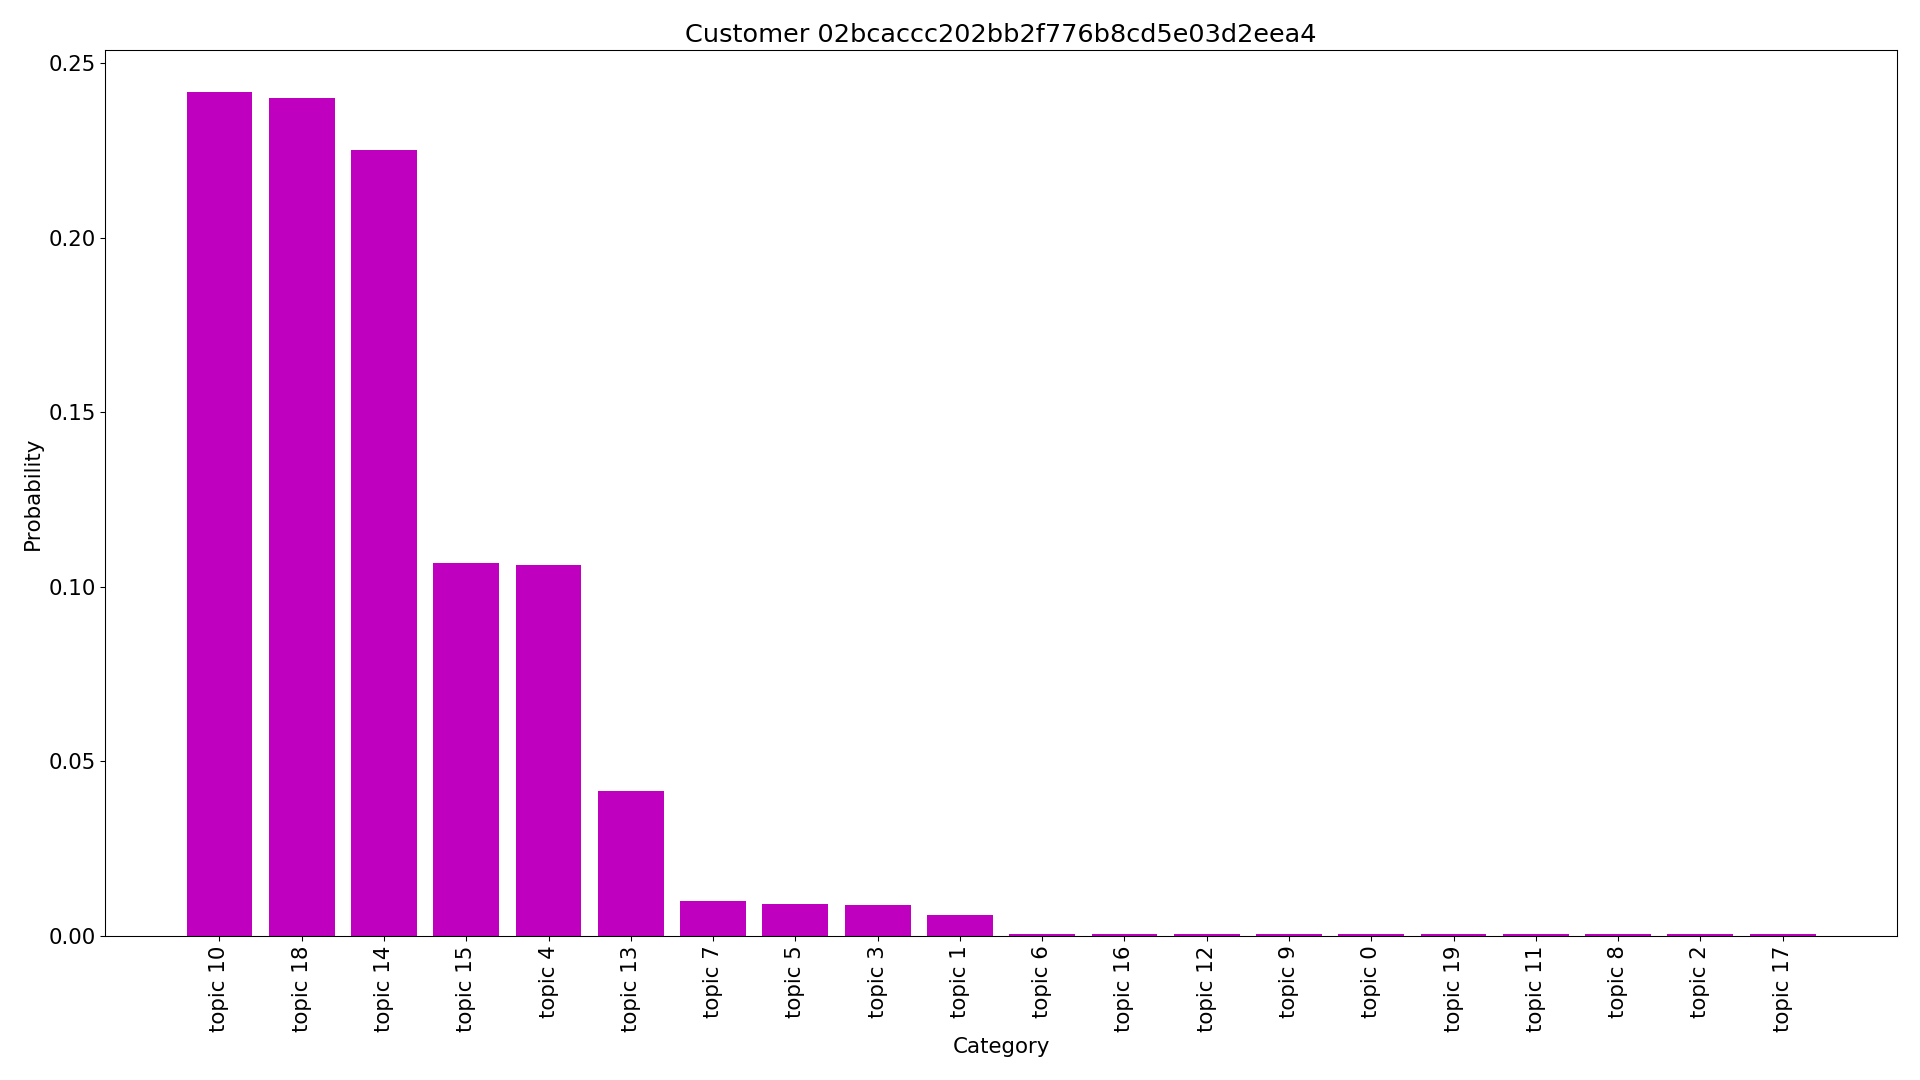 Customer 02bcaccc202bb2f776b8cd5e03d2eea4
Probability
0.25
0.20
0.15
0.10
0.05
0.00
topic 10
topic 18
topic 14
topic 15
topic 4
topic 13
topic 7
topic 5
topic 3
topic 1
topic 6
topic 16
topic 12
topic 9
topic 0
topic 19
topic 11
topic 8
topic 2
topic 17
Category